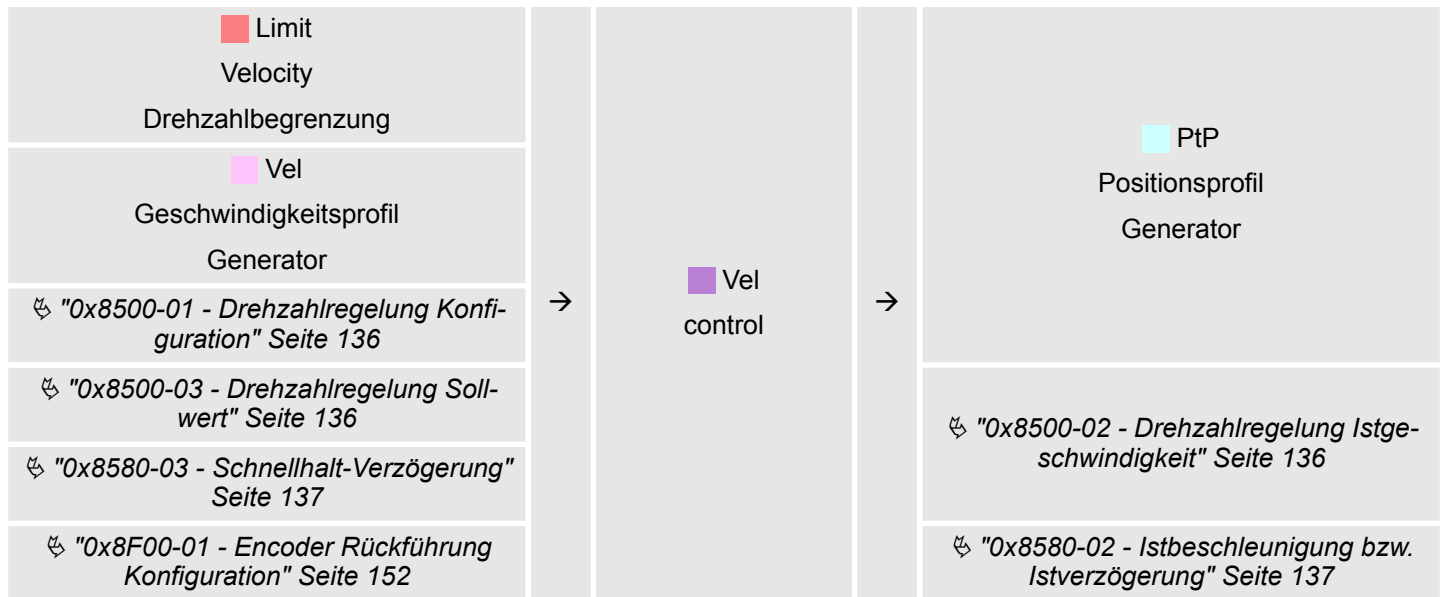 Limit
Velocity
Drehzahlbegrenzung
Vel
Geschwindigkeitsprofil
Generator
"0x8500-01 - Drehzahlregelung Konfi-
guration" Seite 136
"0x8500-03 - Drehzahlregelung Soll-
wert" Seite 136
"0x8580-03 - Schnellhalt-Verzögerung"
Seite 137
"0x8F00-01 - Encoder Rückführung
Konfiguration" Seite 152
→
Vel
control
→
PtP
Positionsprofil
Generator
"0x8500-02 - Drehzahlregelung Istge-
schwindigkeit" Seite 136
"0x8580-02 - Istbeschleunigung bzw.
Istverzögerung" Seite 137